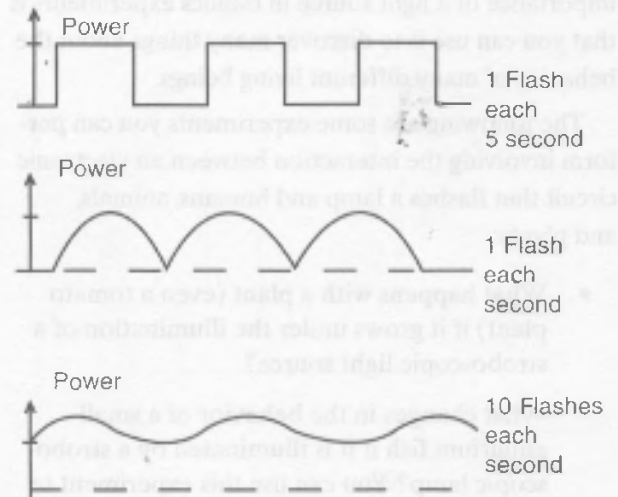 Power
1 Flash
each
5 second
Power
1 Flash
each
second
Power
10 Flashes
each
second